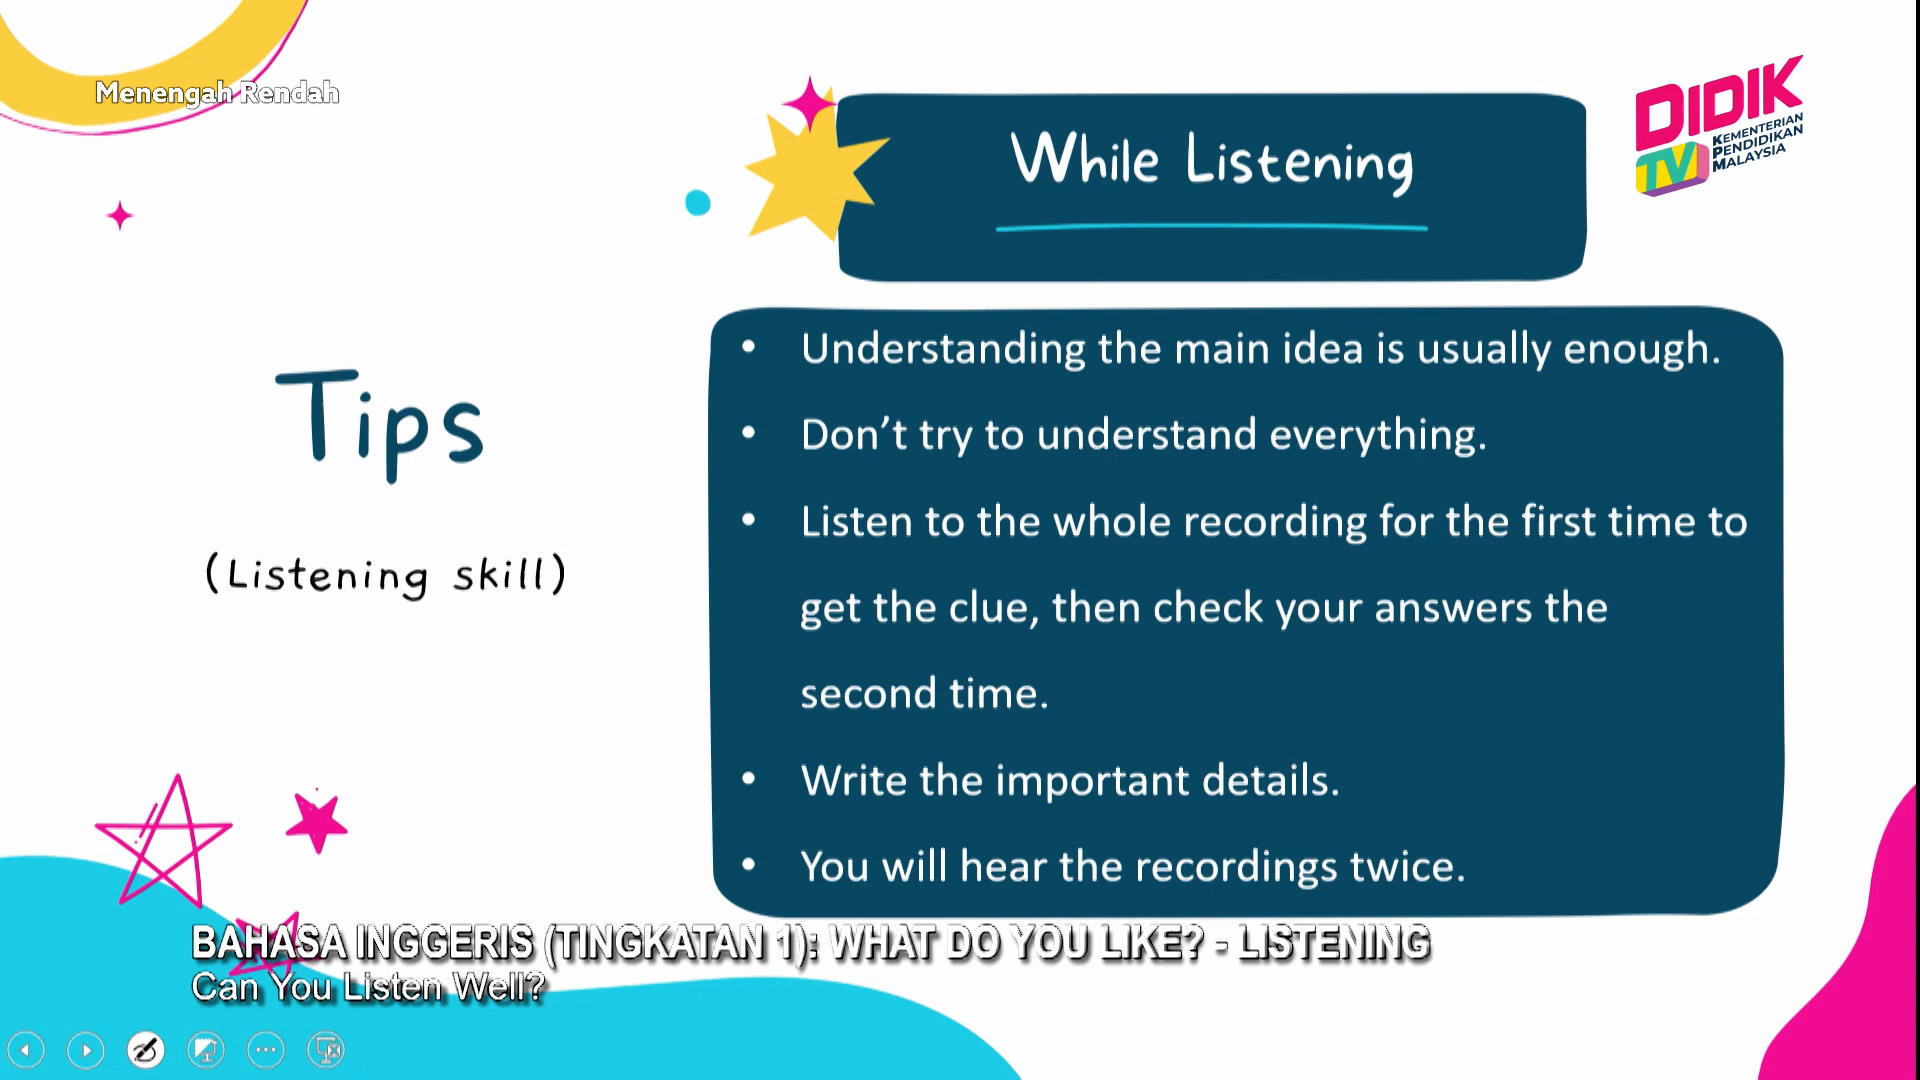 Menengah Rendah
While Listening
DIDIK
TV
KEMENTERIAN
PENDIDIKAN
MALAYSIA
Tips
(Listening skill)
• Understanding the main idea is usually enough.
• Don’t try to understand everything.
• Listen to the whole recording for the first time to
get the clue, then check your answers the
second time.
• Write the important details.
• You will hear the recordings twice.
BAHASA INGGERIS (TINGKATAN 1): WHAT DO YOU LIKE? - LISTENING
Can You Listen Well?